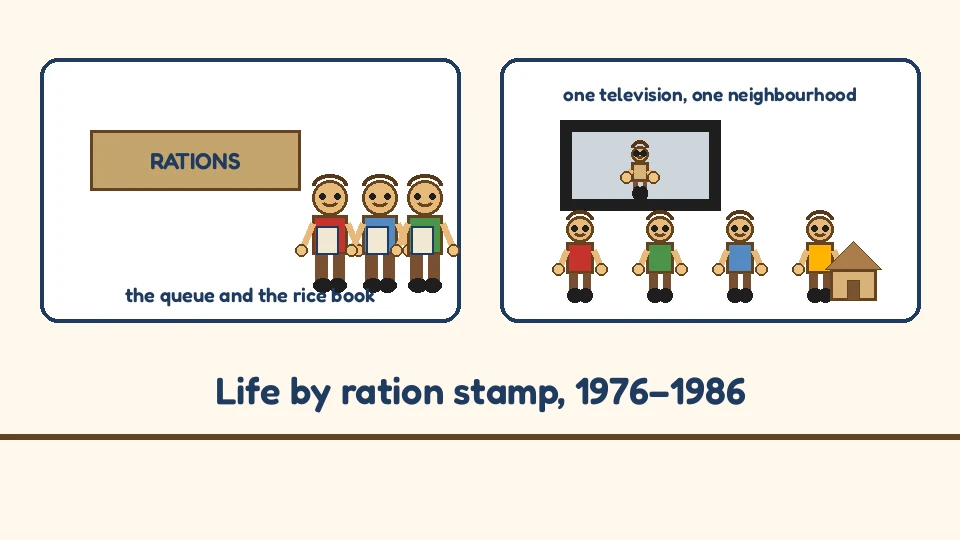 RATIONS
the queue and the rice book
one television, one neighbourhood
Life by ration stamp, 1976–1986